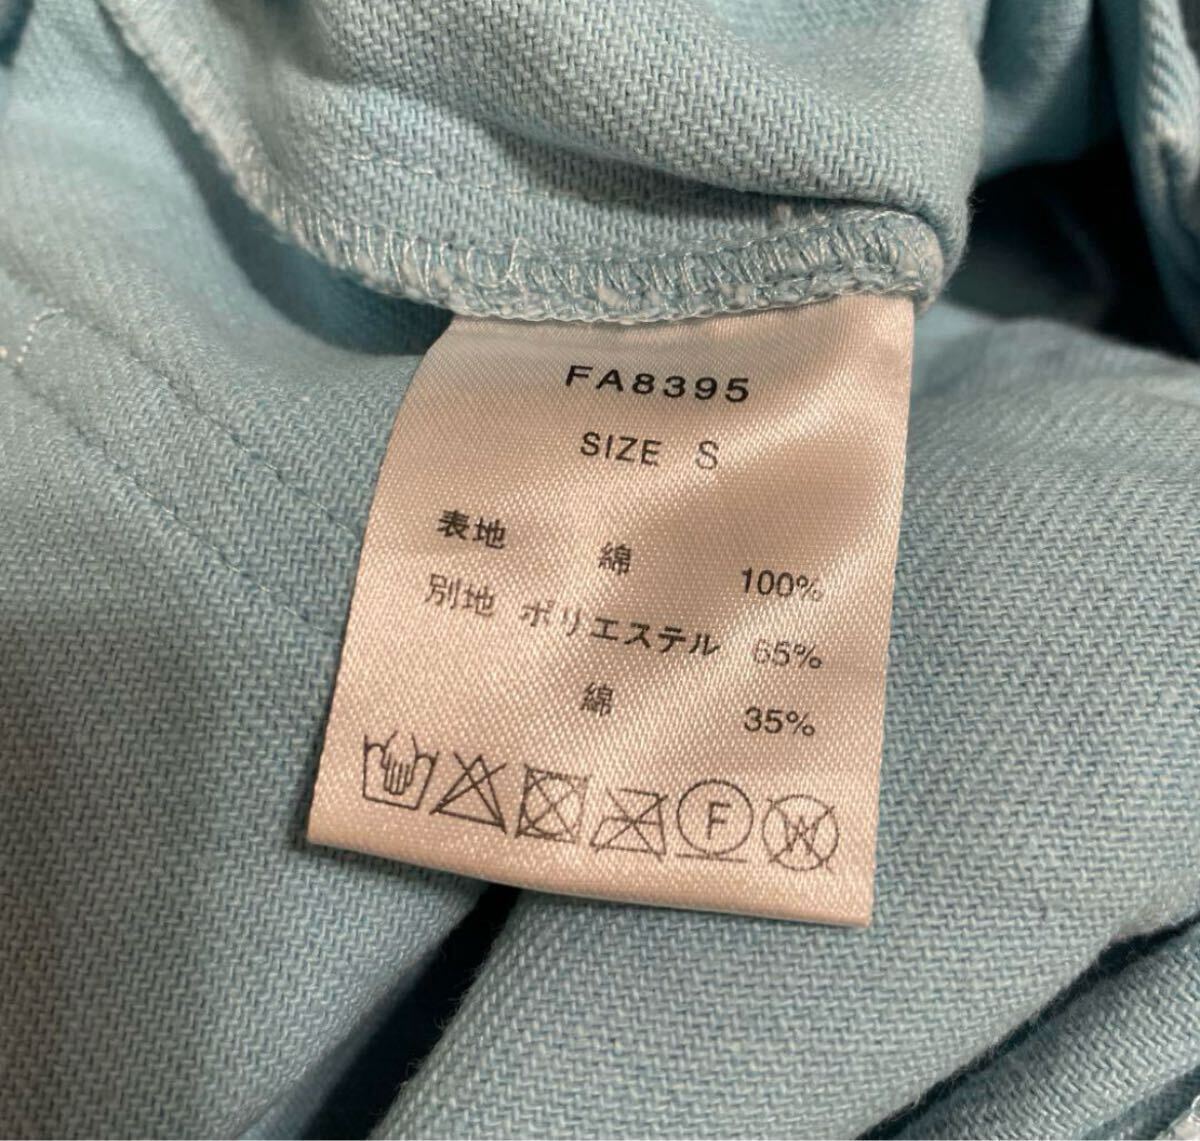 FA8395
SIZE S
表地 綿 100%
別地 ポリエステル 65%
綿 35%
F
W